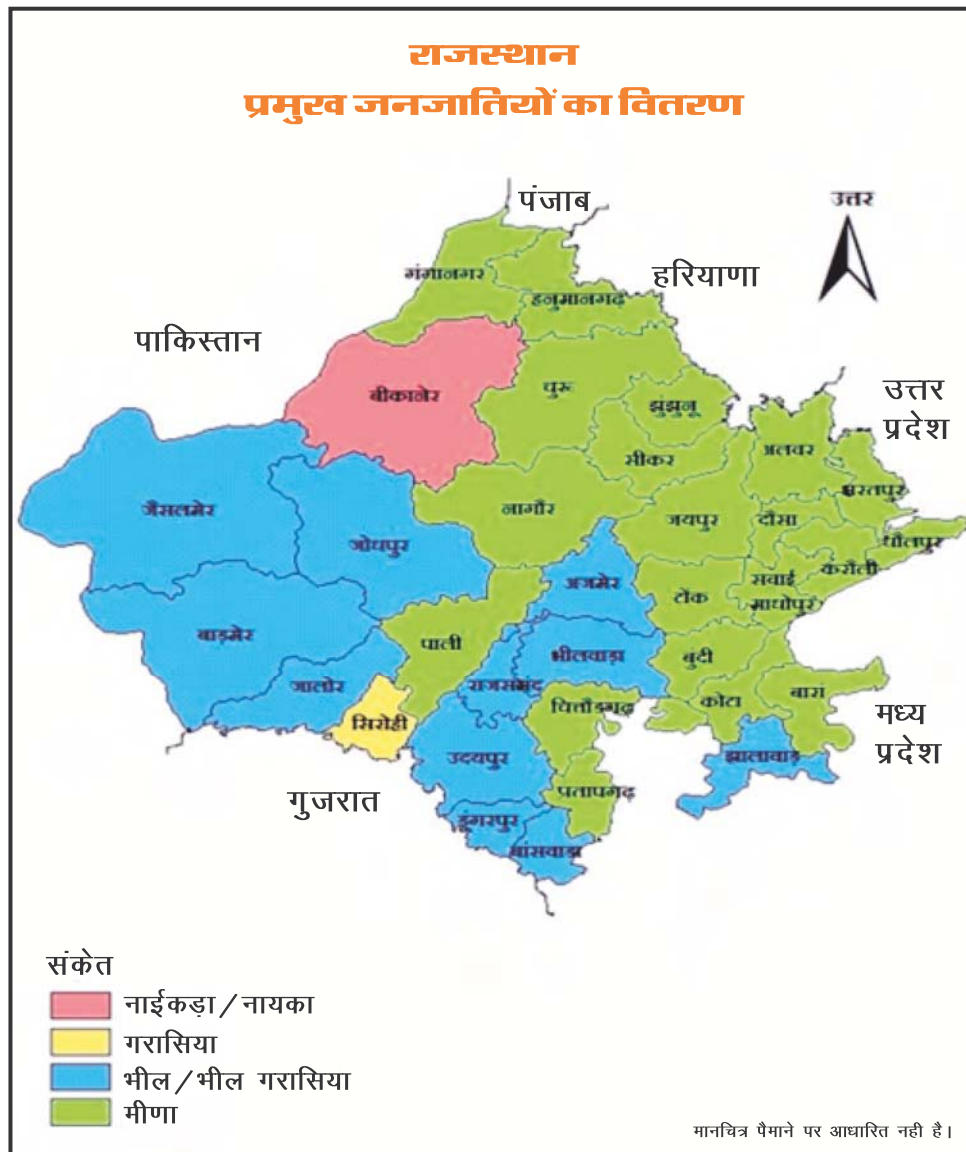 राजस्थान
प्रमुख जनजातियों का वितरण
पंजाब
उत्तर
हरियाणा
गंगानगर
हनुमानगढ़
पाकिस्तान
बीकानेर
चुरू
झुंझुनू
उत्तर
प्रदेश
सीकर
अलवर
भरतपुर
जैसलमेर
नागौर
जयपुर
दौसा
धौलपुर
जोधपुर
अजमेर
टोंक
सवाई
माधोपुर
करौली
बाड़मेर
पाली
भीलवाड़ा
बुदी
जालोर
राजसमंद
चित्तौड़गढ़
कोटा
बारां
सिरोही
मध्य
प्रदेश
उदयपुर
झालावाड़
गुजरात
प्रतापगढ़
डूंगरपुर
बांसवाड़ा
संकेत
नाईकड़ा/नायका
गरासिया
भील/भील गरासिया
मीणा
मानचित्र पैमाने पर आधारित नही है।